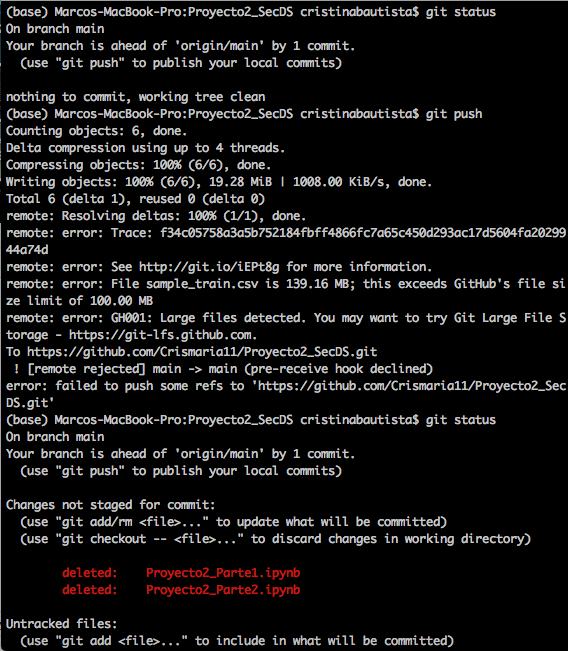 (base) Marcos-MacBook-Pro:Proyecto2_SecDS cristinabautista$ git status
On branch main
Your branch is ahead of 'origin/main' by 1 commit.
  (use "git push" to publish your local commits)

nothing to commit, working tree clean
(base) Marcos-MacBook-Pro:Proyecto2_SecDS cristinabautista$ git push
Counting objects: 6, done.
Delta compression using up to 4 threads.
Compressing objects: 100% (6/6), done.
Writing objects: 100% (6/6), 19.28 MiB | 1008.00 KiB/s, done.
Total 6 (delta 1), reused 0 (delta 0)
remote: Resolving deltas: 100% (1/1), done.
remote: error: Trace: f34c05758a3a5b752184fbff4866fc7a65c450d293ac17d5604fa20299
44a74d
remote: error: See http://git.io/iEPt8g for more information.
remote: error: File sample_train.csv is 139.16 MB; this exceeds GitHub's file si
ze limit of 100.00 MB
remote: error: GH001: Large files detected. You may want to try Git Large File S
torage - https://git-lfs.github.com.
To https://github.com/Crismaria11/Proyecto2_SecDS.git
 ! [remote rejected] main -> main (pre-receive hook declined)
error: failed to push some refs to 'https://github.com/Crismaria11/Proyecto2_Sec
DS.git'
(base) Marcos-MacBook-Pro:Proyecto2_SecDS cristinabautista$ git status
On branch main
Your branch is ahead of 'origin/main' by 1 commit.
  (use "git push" to publish your local commits)

Changes not staged for commit:
  (use "git add/rm <file>..." to update what will be committed)
  (use "git checkout -- <file>..." to discard changes in working directory)

        deleted:    Proyecto2_Parte1.ipynb
        deleted:    Proyecto2_Parte2.ipynb

Untracked files:
  (use "git add <file>..." to include in what will be committed)